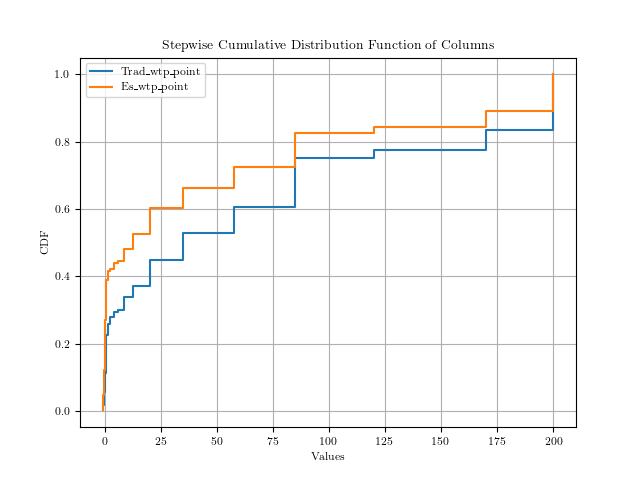 Stepwise Cumulative Distribution Function of Columns
Trad_wtp_point
Es_wtp_point
1.0
0.8
0.6
0.4
0.2
0.0
CDF
0 25 50 75 100 125 150 175 200
Values